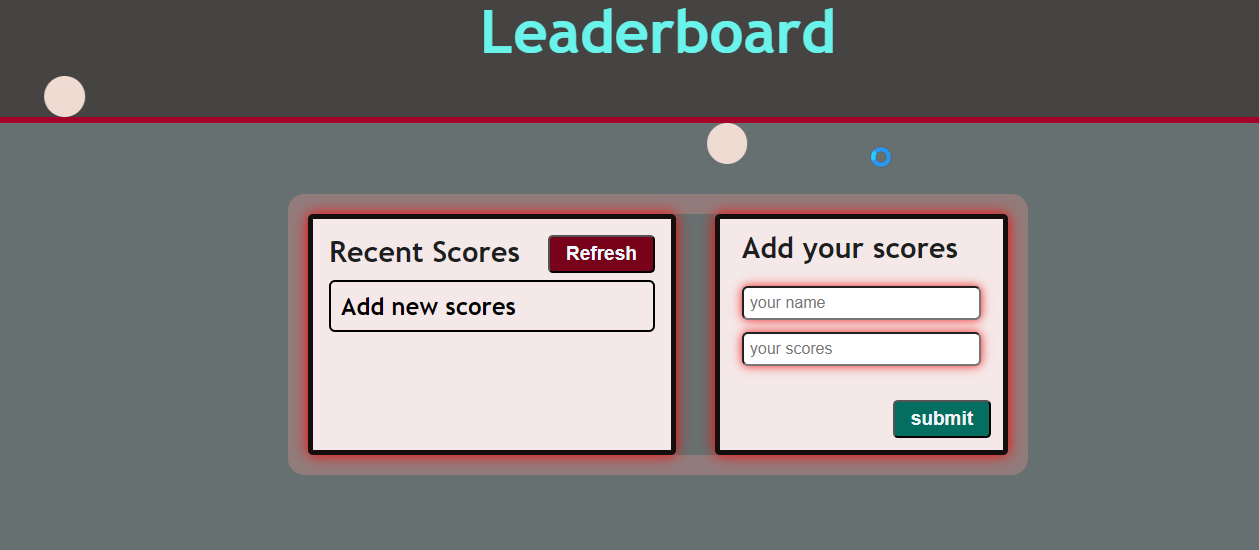 Leaderboard
Recent Scores
Refresh
Add new scores
Add your scores
your name
your scores
submit